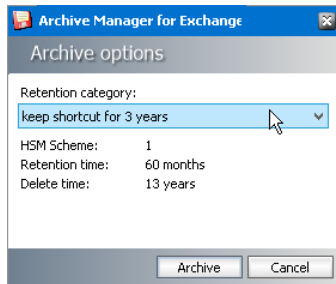 Archive Manager for Exchange
Archive options
Retention category:
keep shortcut for 3 years
HSM Scheme: 1
Retention time: 60 months
Delete time: 13 years
Archive Cancel